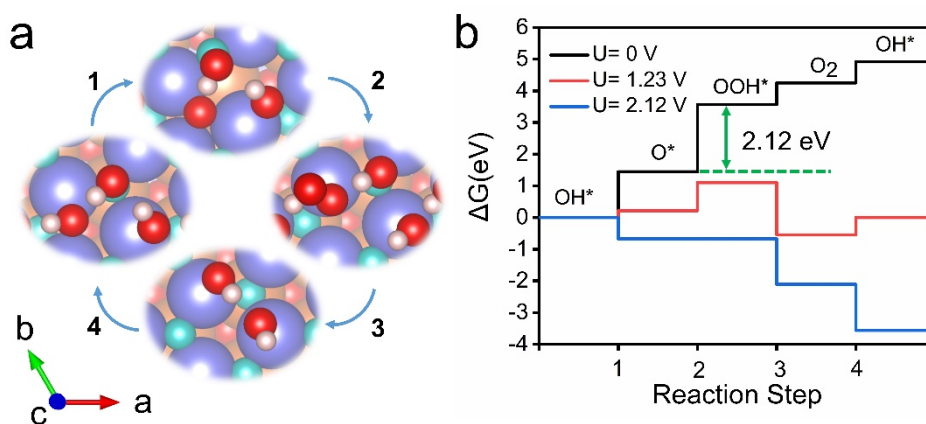 a
1
2
3
4
b
c
a
b
ΔG(eV)
6
5
4
3
2
1
0
-1
-2
-3
-4
U= 0 V
U= 1.23 V
U= 2.12 V
OH*
O*
OOH*
O2
OH*
2.12 eV
1
2
3
4
Reaction Step